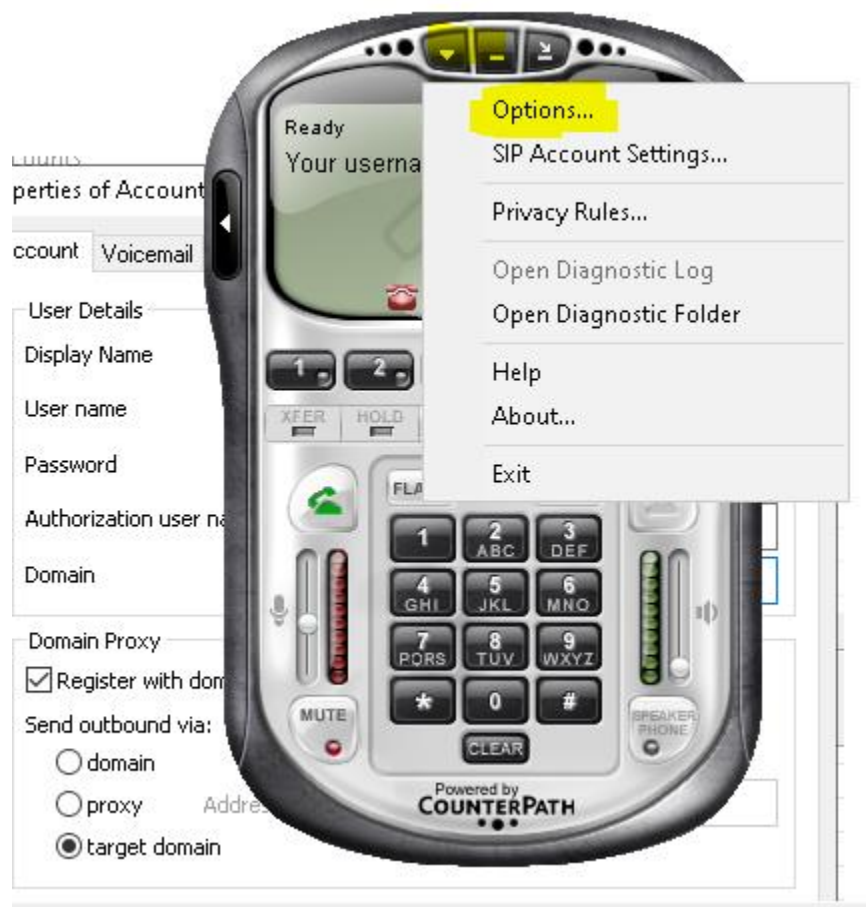 Ready
Your userna
Options...
SIP Account Settings...
Privacy Rules...
Open Diagnostic Log
Open Diagnostic Folder
Help
About...
Exit
perties of Account
ccount Voicemail
User Details
Display Name
User name
Password
Authorization user na
Domain
Domain Proxy
Register with dom
Send outbound via:
domain
proxy Addre
target domain
1 2
XFER HOLD
FLA
1 2 3
ABC DEF
4 5 6
GHI JKL MNO
7 8 9
PQRS TUV WXYZ
* 0 #
MUTE
SPEAKER
PHONE
CLEAR
Powered by
COUNTERPATH